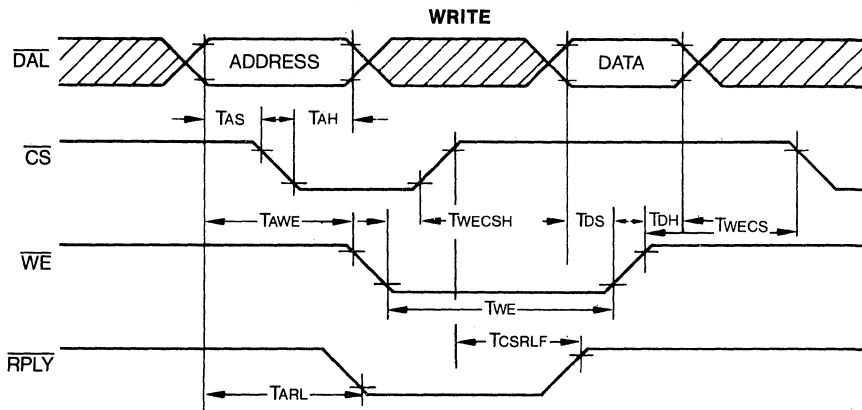 WRITE
DAL ADDRESS DATA
TAS TAH
CS
TAWE TWECSH TDS TDH TWECS
WE
TWE
TCSRLF
RPLY
TARL